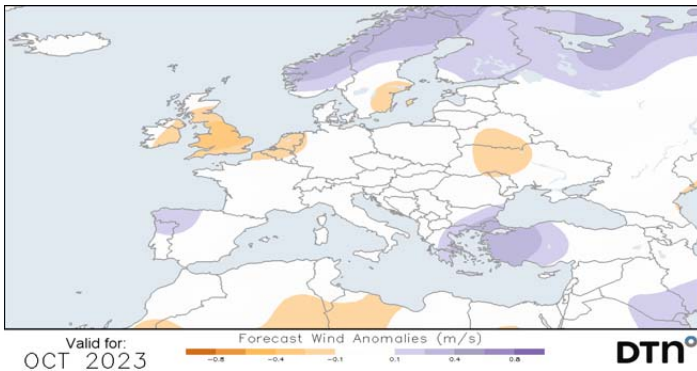 Valid for:
OCT 2023
Forecast Wind Anomalies (m/s)
-0.8 -0.4 -0.1 0.1 0.4 0.8
DTN